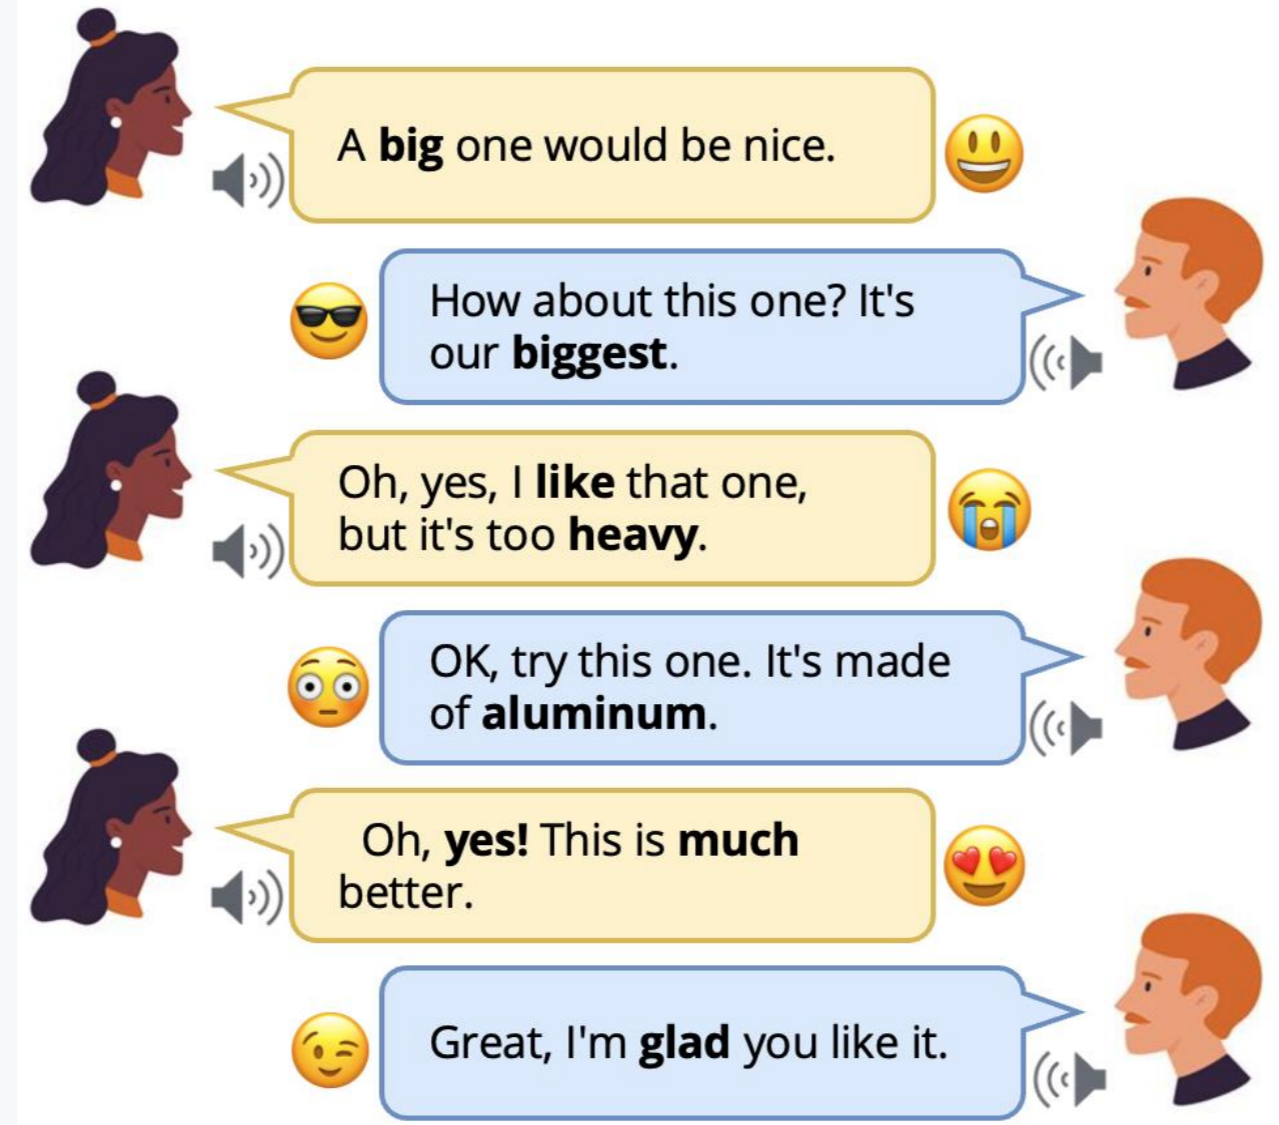 A big one would be nice.
How about this one? It's
our biggest.
Oh, yes, I like that one,
but it's too heavy.
OK, try this one. It's made
of aluminum.
Oh, yes! This is much
better.
Great, I'm glad you like it.